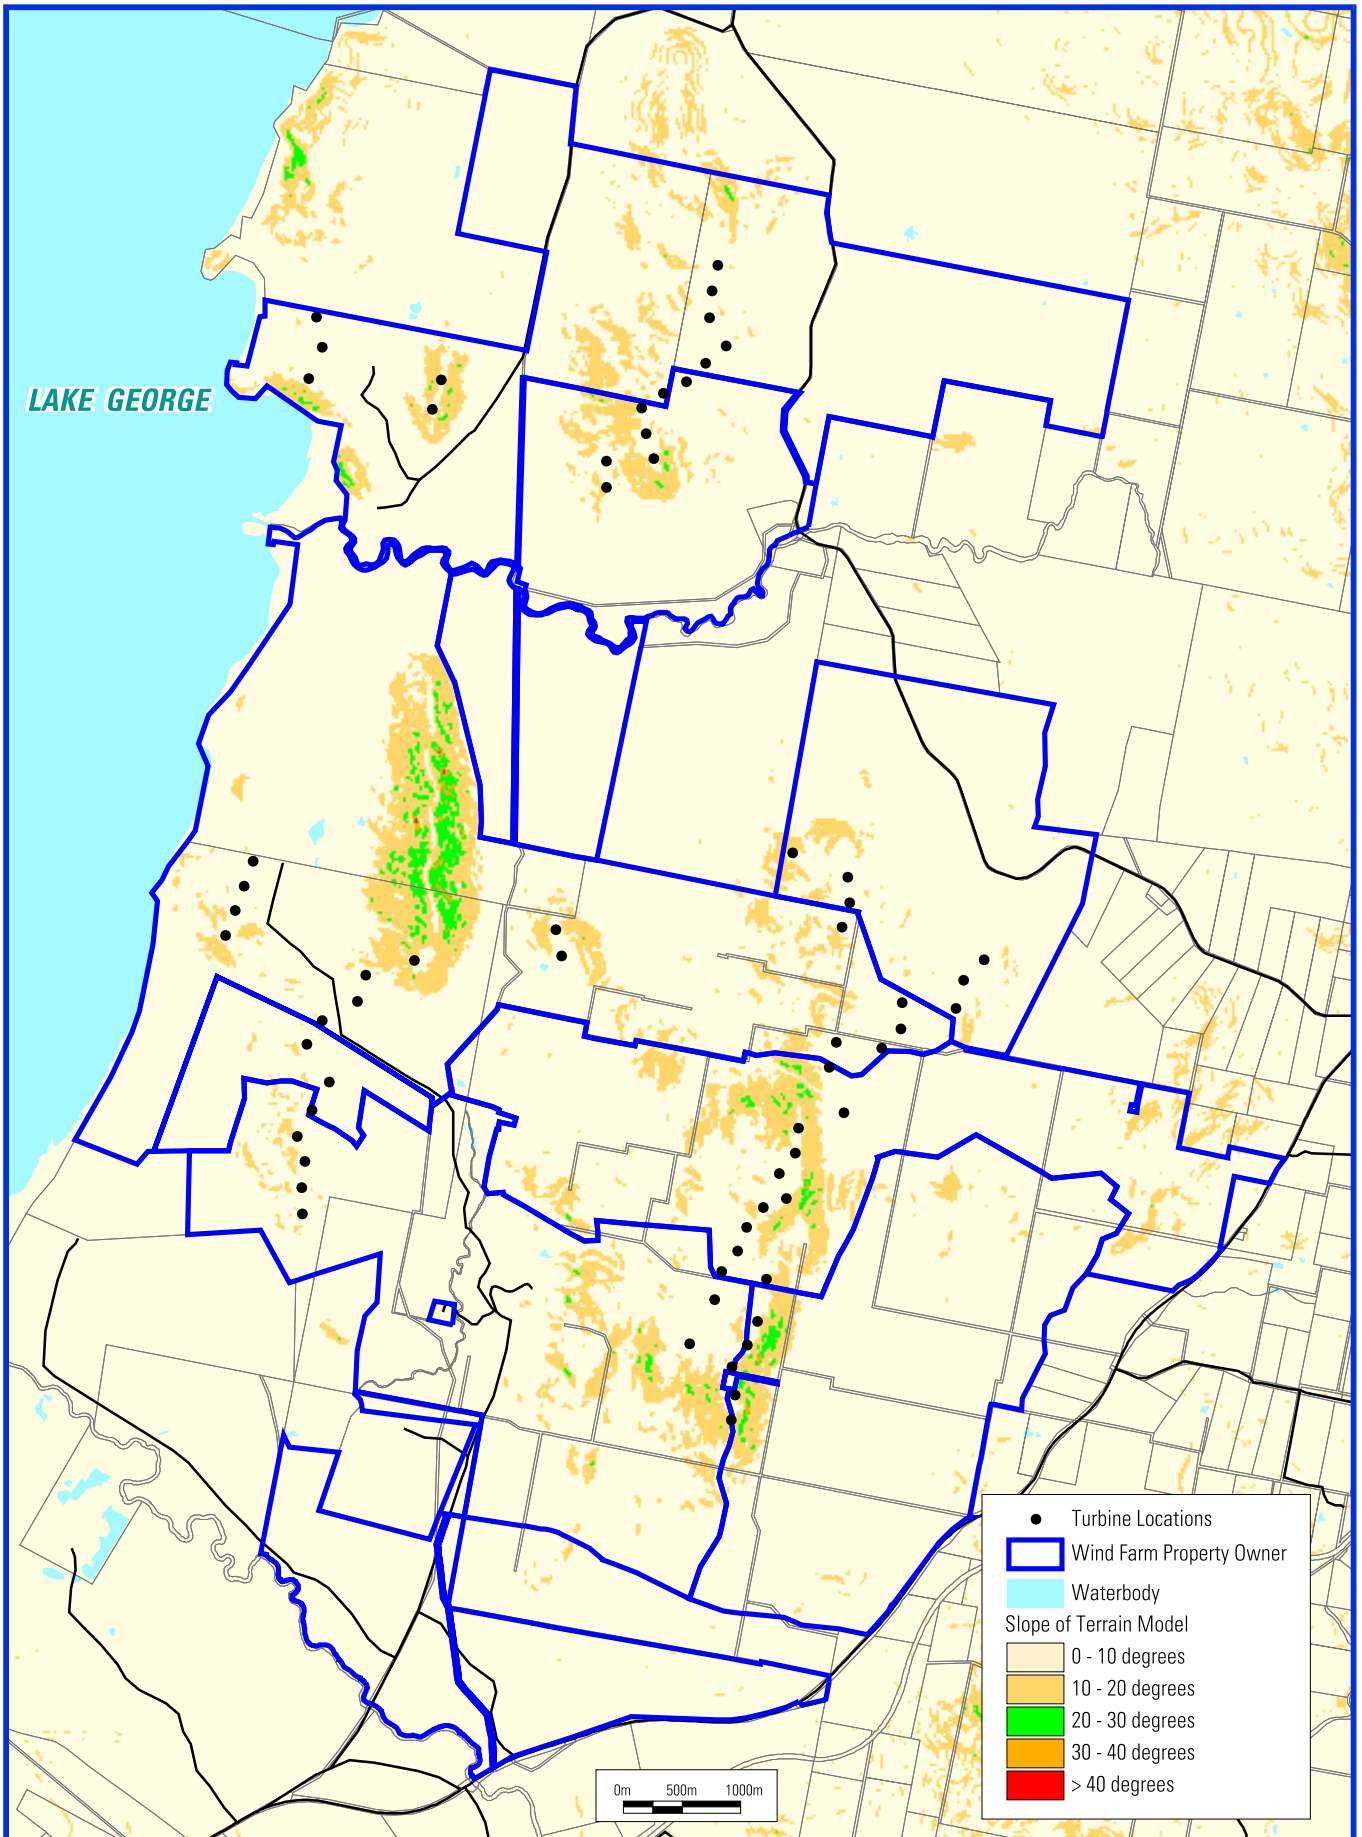 LAKE GEORGE
Turbine Locations
Wind Farm Property Owner
Waterbody
Slope of Terrain Model
0 - 10 degrees
10 - 20 degrees
20 - 30 degrees
30 - 40 degrees
> 40 degrees
0m 500m 1000m